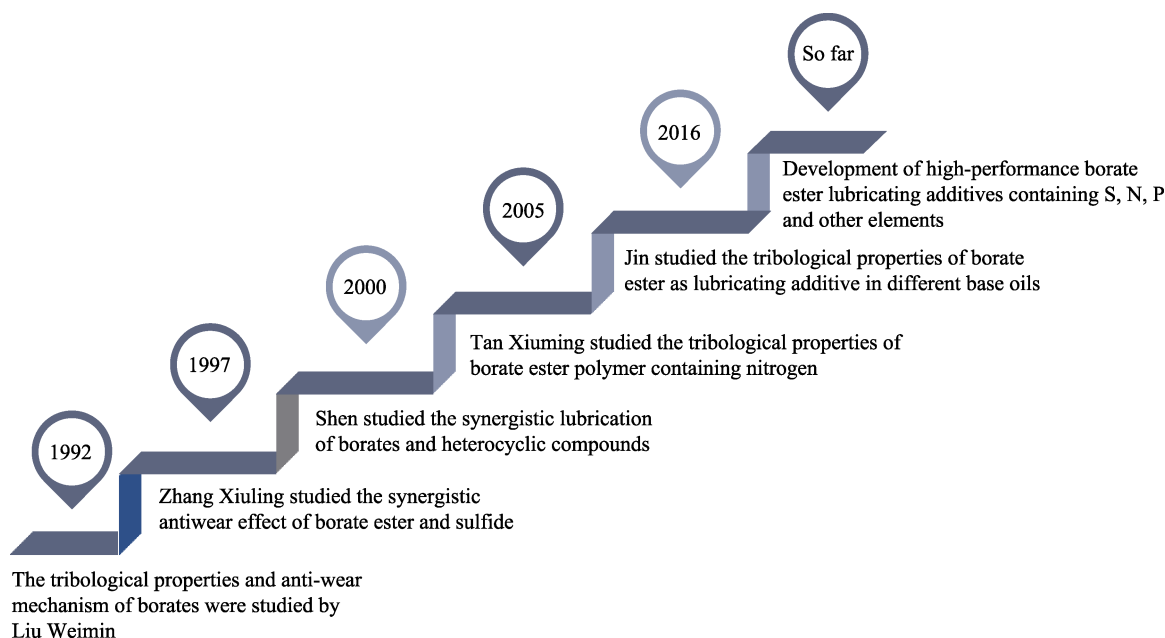 1992
The tribological properties and anti-wear
mechanism of borates were studied by
Liu Weimin
1997
Zhang Xiuling studied the synergistic
antiwear effect of borate ester and sulfide
2000
Shen studied the synergistic lubrication
of borates and heterocyclic compounds
2005
Tan Xiuming studied the tribological properties of
borate ester polymer containing nitrogen
2016
Jin studied the tribological properties of borate
ester as lubricating additive in different base oils
So far
Development of high-performance borate
ester lubricating additives containing S, N, P
and other elements